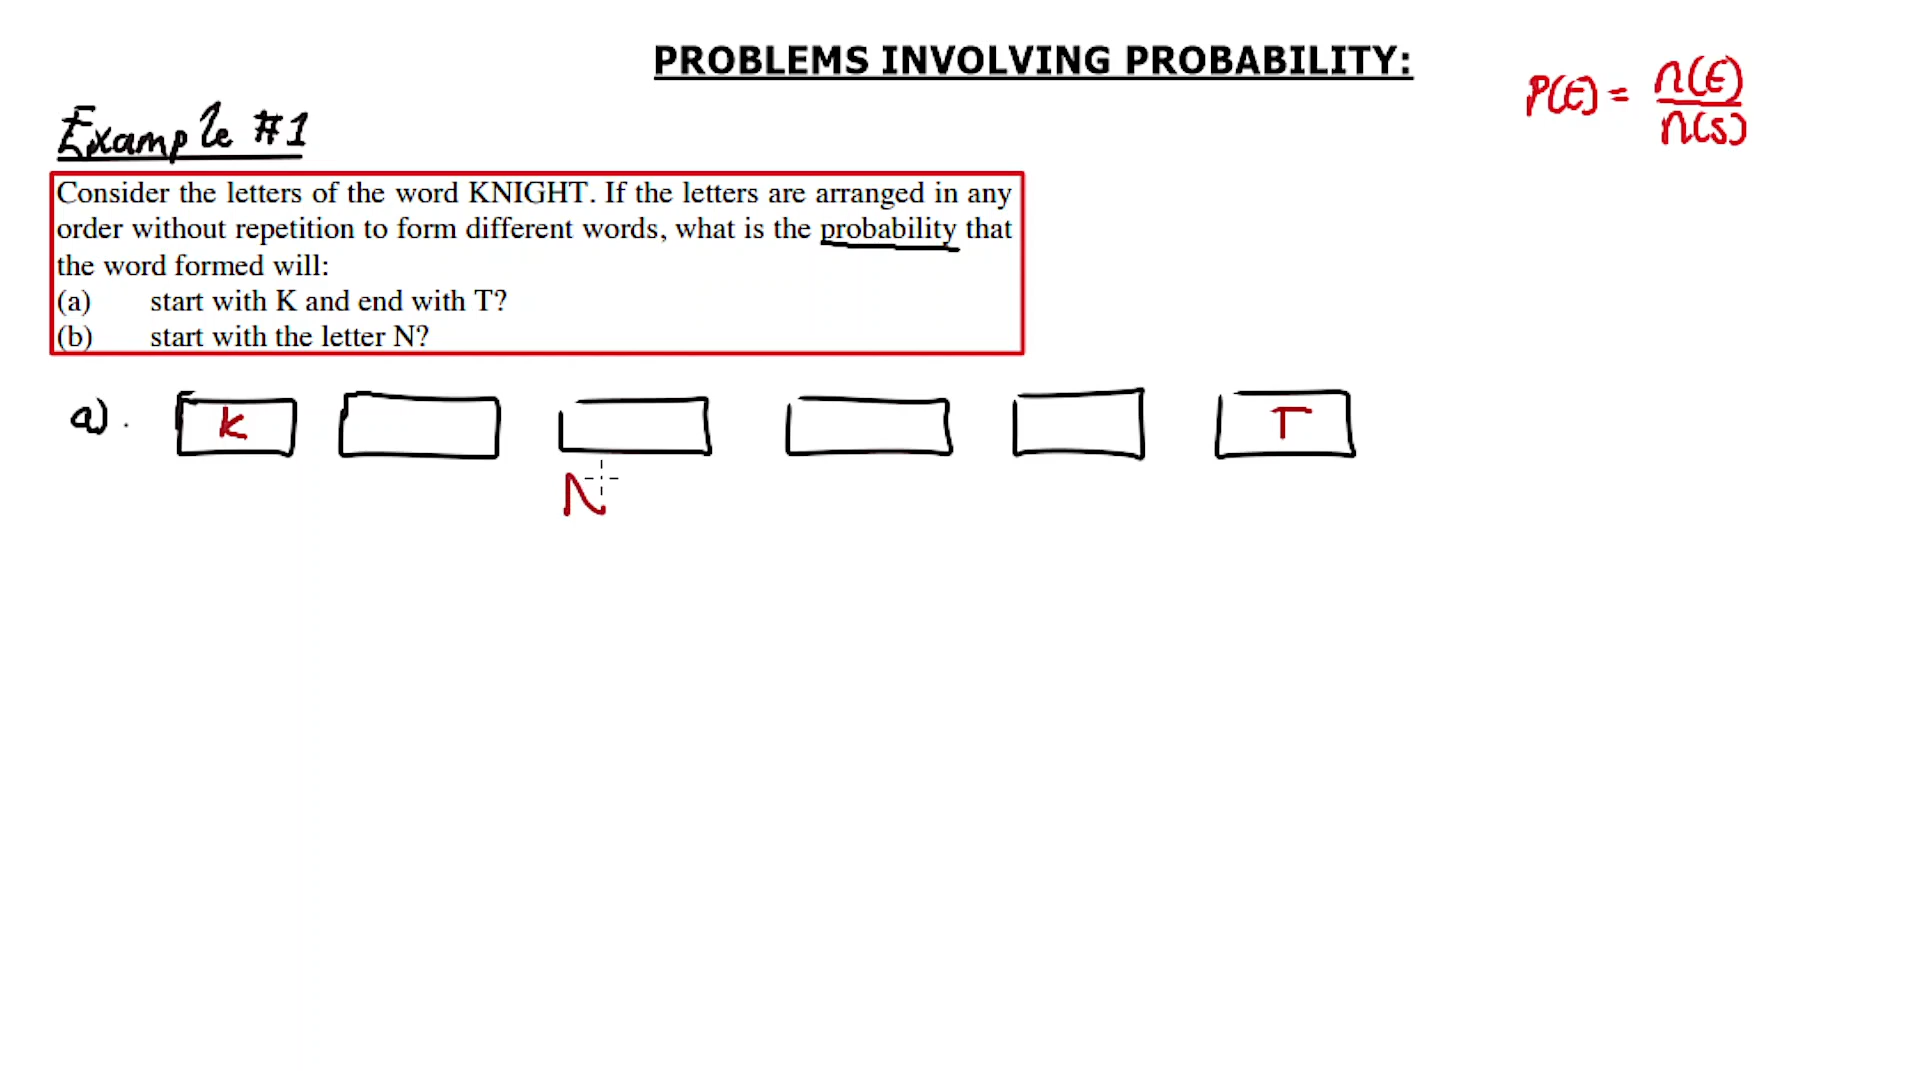 PROBLEMS INVOLVING PROBABILITY:
P(E) = n(E)/n(S)
Example #1
Consider the letters of the word KNIGHT. If the letters are arranged in any
order without repetition to form different words, what is the probability that
the word formed will:
(a) start with K and end with T?
(b) start with the letter N?
a). K T
N